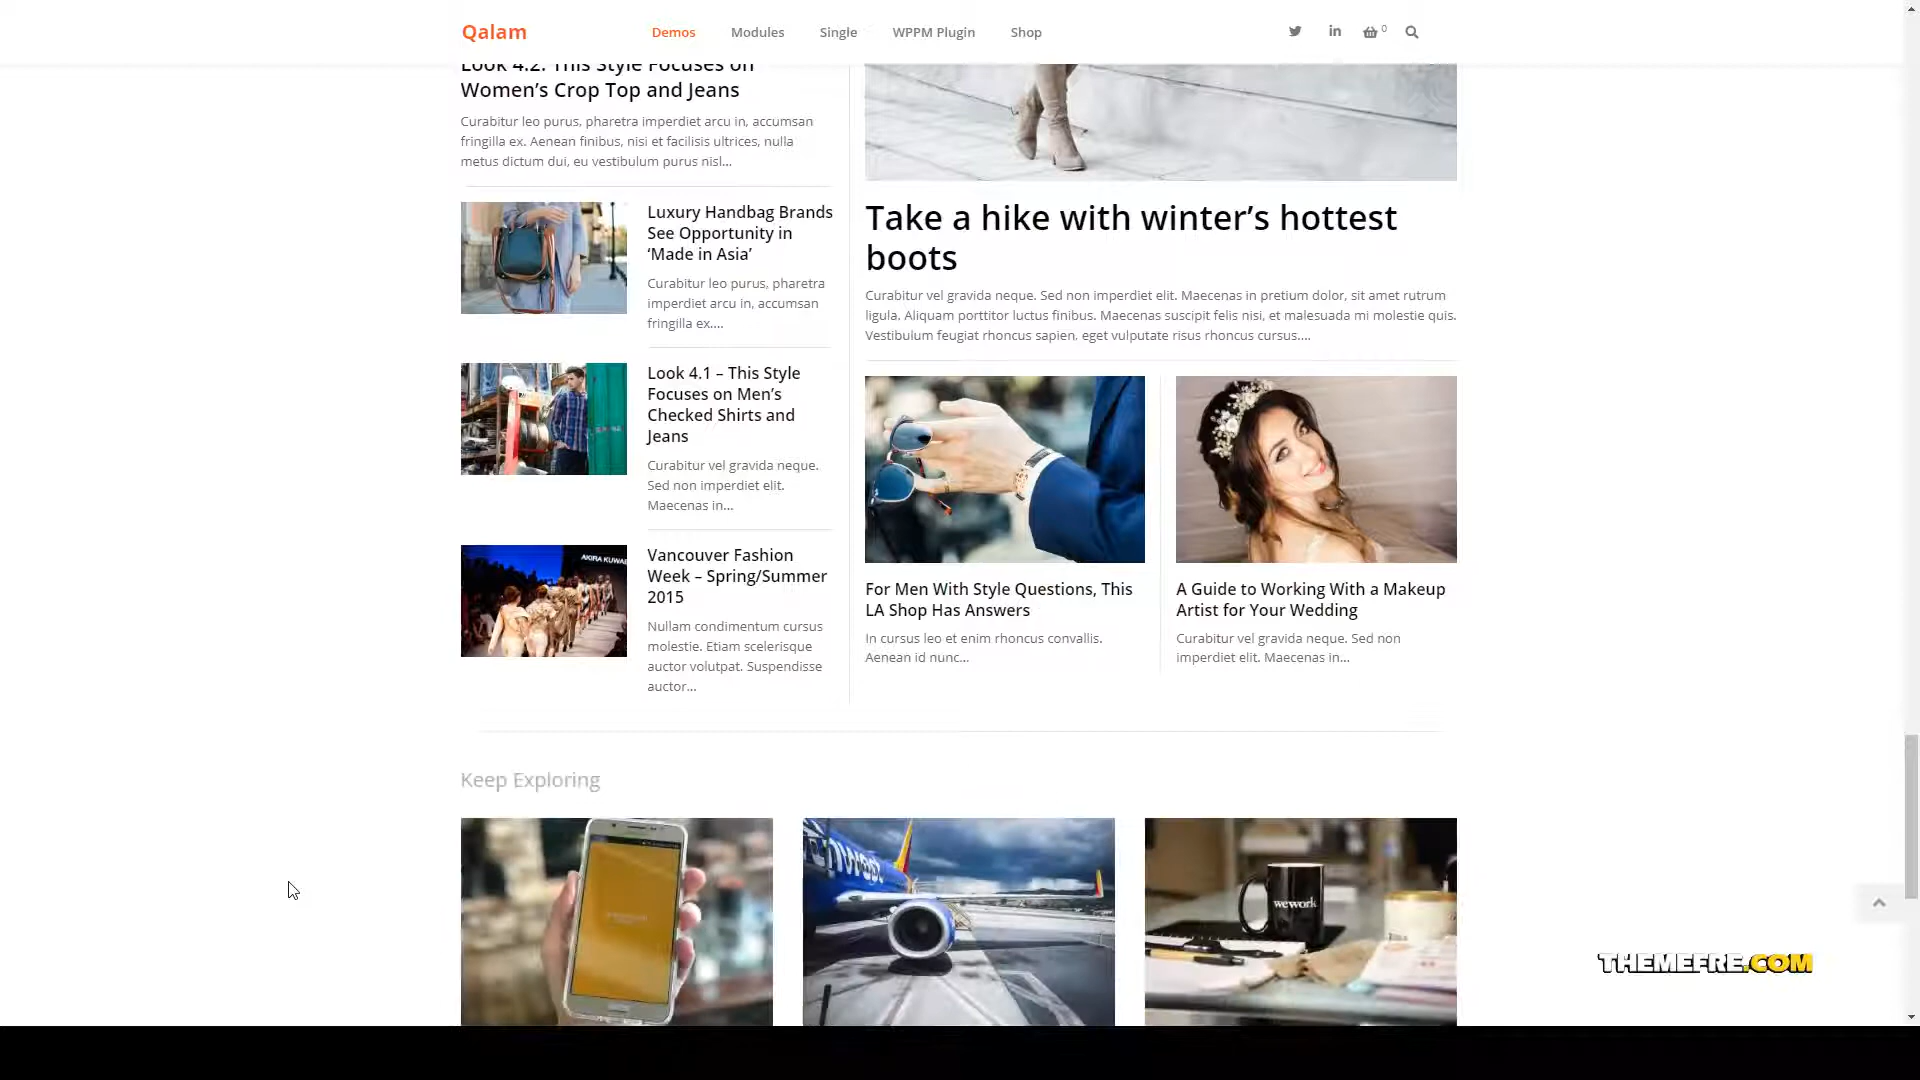 Qalam
Demos
Modules
Single
WPPM Plugin
Shop
0
Look 4.2: This Style Focuses on
Women’s Crop Top and Jeans
Curabitur leo purus, pharetra imperdiet arcu in, accumsan
fringilla ex. Aenean finibus, nisi et facilisis ultrices, nulla
metus dictum dui, eu vestibulum purus nisl…
Luxury Handbag Brands
See Opportunity in
‘Made in Asia’
Curabitur leo purus, pharetra
imperdiet arcu in, accumsan
fringilla ex.…
Look 4.1 – This Style
Focuses on Men’s
Checked Shirts and
Jeans
Curabitur vel gravida neque.
Sed non imperdiet elit.
Maecenas in…
AKIRA KUWA
Vancouver Fashion
Week – Spring/Summer
2015
Nullam condimentum cursus
molestie. Etiam scelerisque
auctor volutpat. Suspendisse
auctor…
Take a hike with winter’s hottest
boots
Curabitur vel gravida neque. Sed non imperdiet elit. Maecenas in pretium dolor, sit amet rutrum
ligula. Aliquam porttitor luctus finibus. Maecenas suscipit felis nisi, et malesuada mi molestie quis.
Vestibulum feugiat rhoncus sapien, eget vulputate risus rhoncus cursus.…
For Men With Style Questions, This
LA Shop Has Answers
In cursus leo et enim rhoncus convallis.
Aenean id nunc…
A Guide to Working With a Makeup
Artist for Your Wedding
Curabitur vel gravida neque. Sed non
imperdiet elit. Maecenas in…
Keep Exploring
wework
THEMEFRE.COM